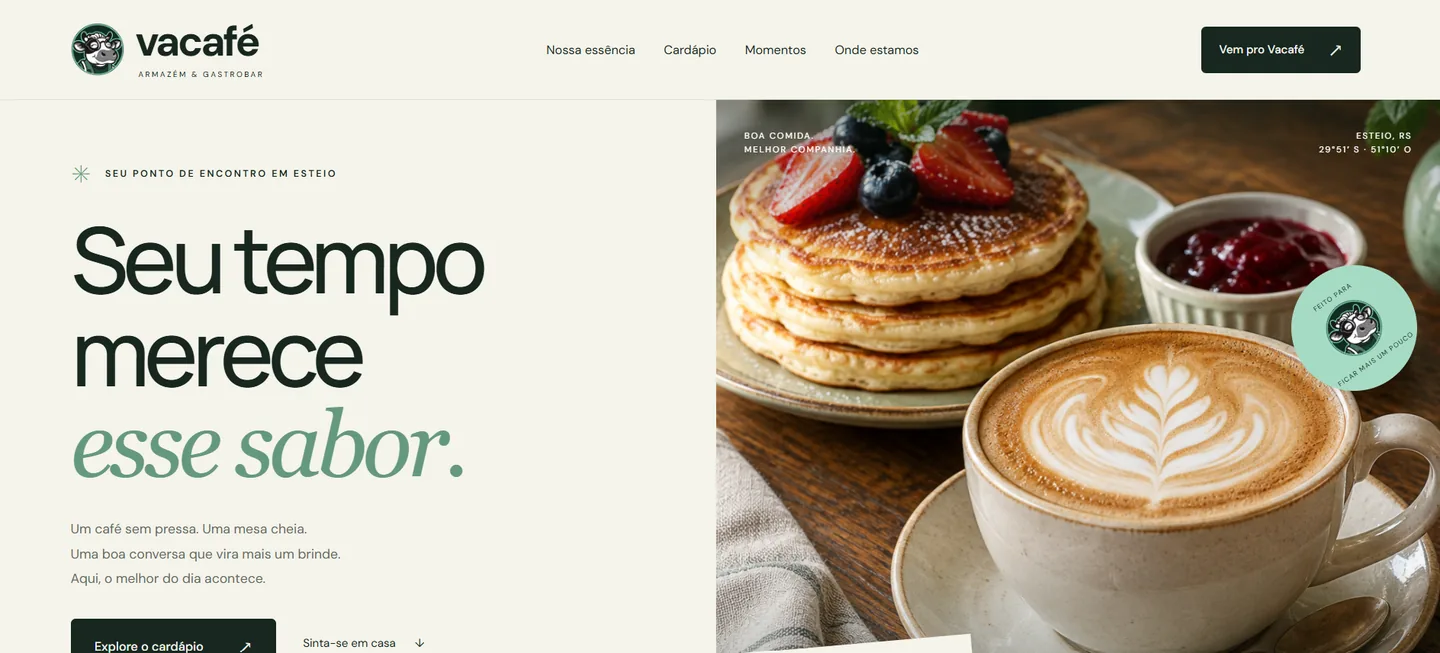 vacafé
ARMAZÉM & GASTROBAR
Nossa essência
Cardápio
Momentos
Onde estamos
Vem pro Vacafé ↗
SEU PONTO DE ENCONTRO EM ESTEIO
Seu tempo
merece
esse sabor.
Um café sem pressa. Uma mesa cheia.
Uma boa conversa que vira mais um brinde.
Aqui, o melhor do dia acontece.
Explore o cardápio ↗
Sinta-se em casa ↓
BOA COMIDA.
MELHOR COMPANHIA.
ESTEIO, RS
29°51' S · 51°10' O
FEITO PARA
FICAR MAIS UM POUCO